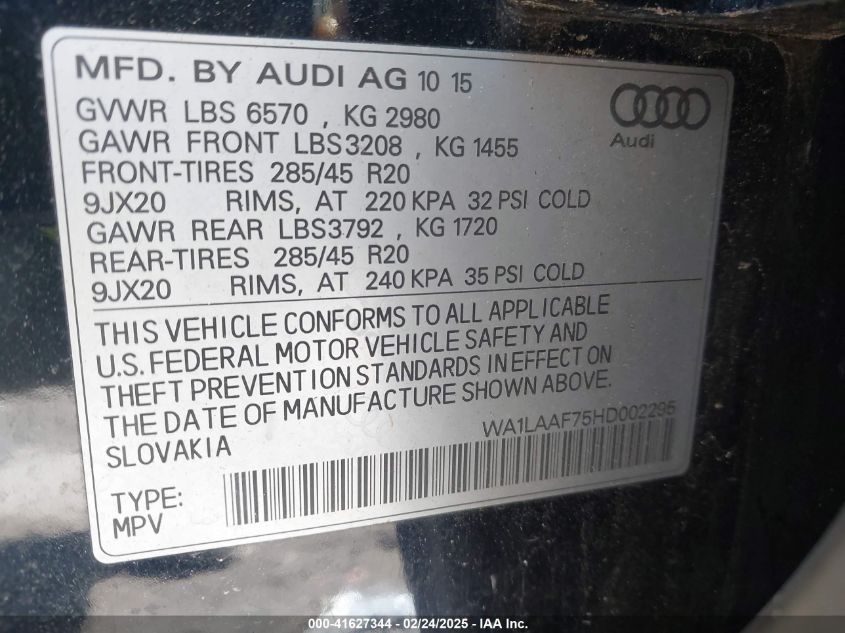 MFD. BY AUDI AG 10 15
GVWR LBS 6570 , KG 2980
GAWR FRONT LBS3208 , KG 1455
FRONT-TIRES 285/45 R20
9JX20 RIMS, AT 220 KPA 32 PSI COLD
GAWR REAR LBS3792 , KG 1720
REAR-TIRES 285/45 R20
9JX20 RIMS, AT 240 KPA 35 PSI COLD
Audi
THIS VEHICLE CONFORMS TO ALL APPLICABLE
U.S. FEDERAL MOTOR VEHICLE SAFETY AND
THEFT PREVENTION STANDARDS IN EFFECT ON
THE DATE OF MANUFACTURE SHOWN ABOVE.
SLOVAKIA
WA1LAAF75HD002295
TYPE:
MPV
000-41627344 - 02/24/2025 - IAAI.COM